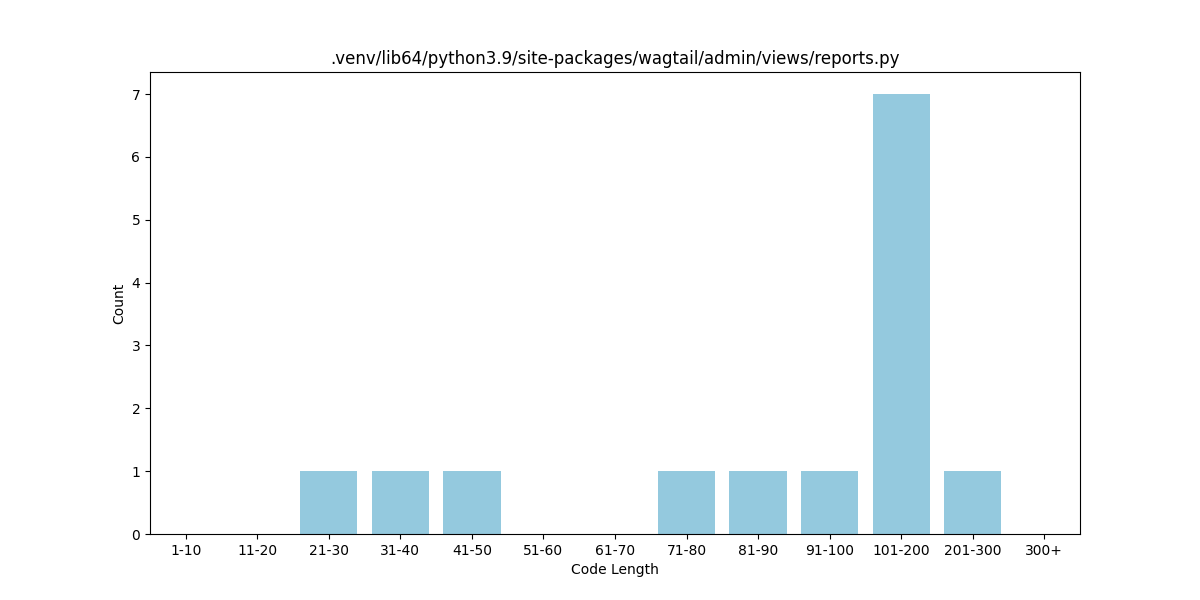 .venv/lib64/python3.9/site-packages/wagtail/admin/views/reports.py
7
6
5
4
3
2
1
0
Count
1-10 11-20 21-30 31-40 41-50 51-60 61-70 71-80 81-90 91-100 101-200 201-300 300+
Code Length